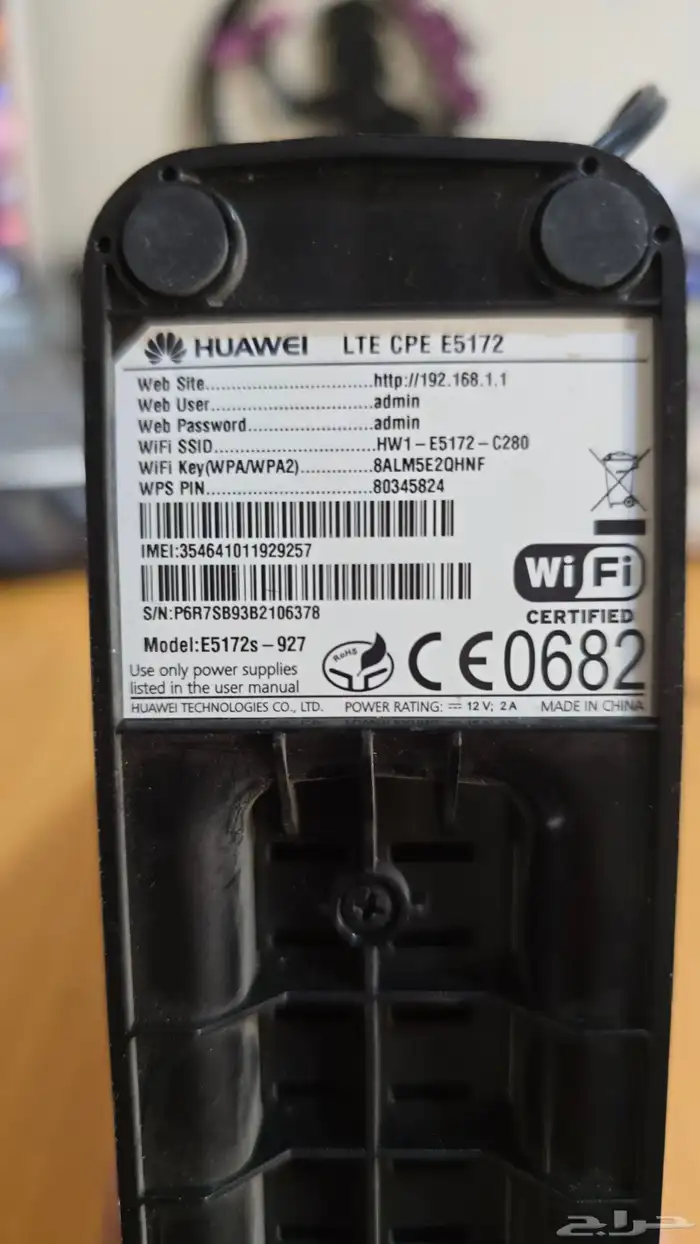 HUAWEI LTE CPE E5172
Web Site..............................http://192.168.1.1
Web User.............................admin
Web Password......................admin
WiFi SSID.............................HW1-E5172-C280
WiFi Key(WPA/WPA2).............8ALM5E2QHNF
WPS PIN...............................80345824
IMEI:354641011929257
S/N:P6R7SB93B2106378
WiFi
CERTIFIED
Model:E5172s-927
RoHS
CE0682
Use only power supplies
listed in the user manual
HUAWEI TECHNOLOGIES CO., LTD. POWER RATING: ⎓ 12 V; 2 A MADE IN CHINA
حراج